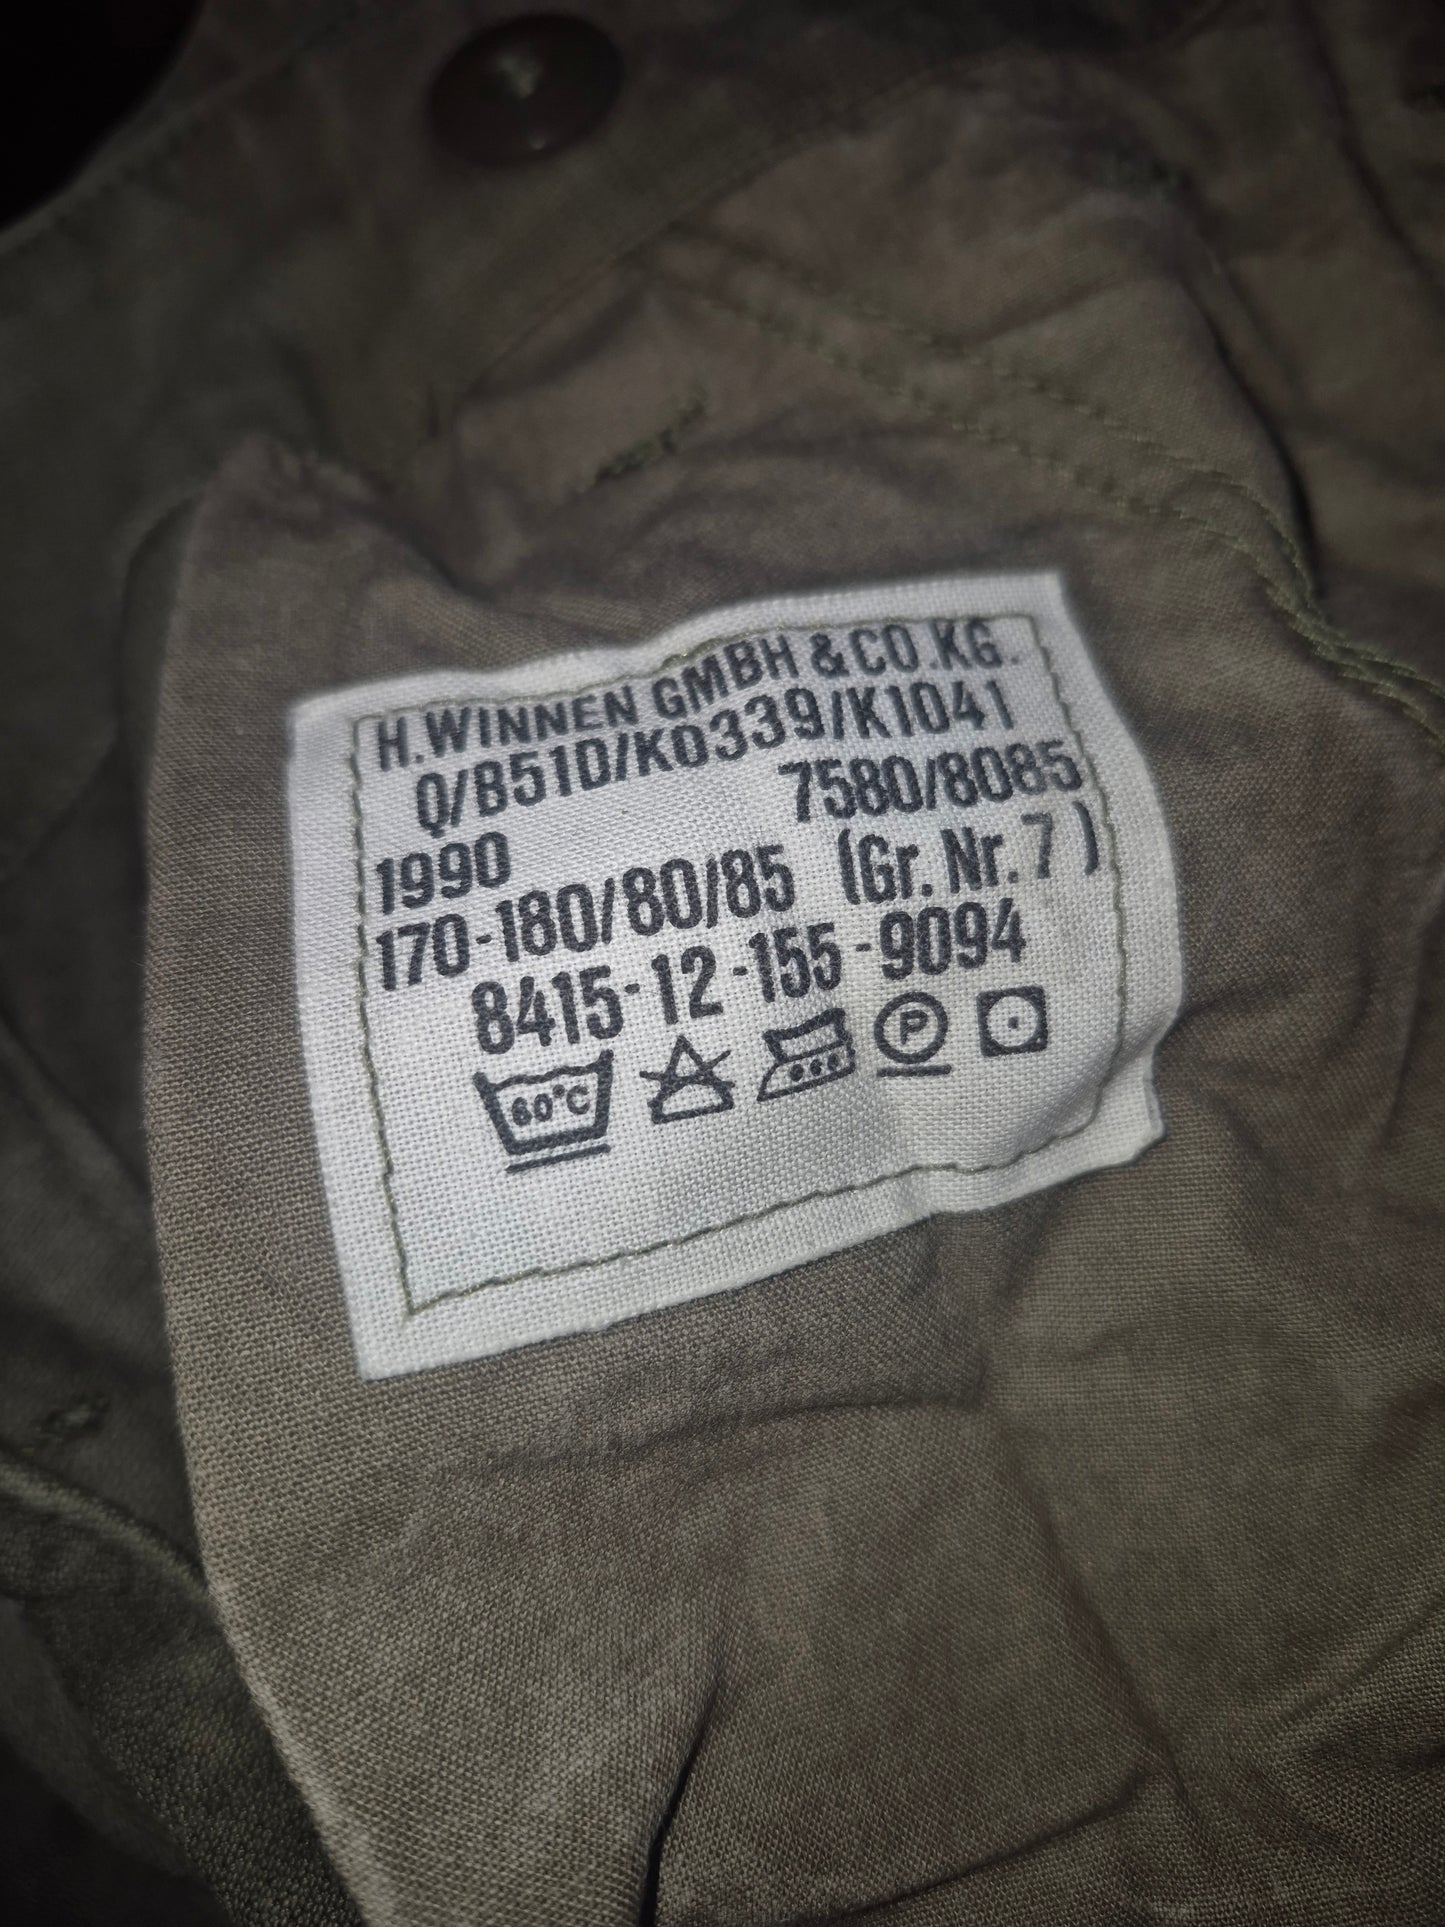 H.WINNEN GMBH & CO.KG.
Q/B51D/K0339/K1041
1990 7580/8085
170-180/80/85 (Gr. Nr. 7)
8415-12-155-9094
60°C P